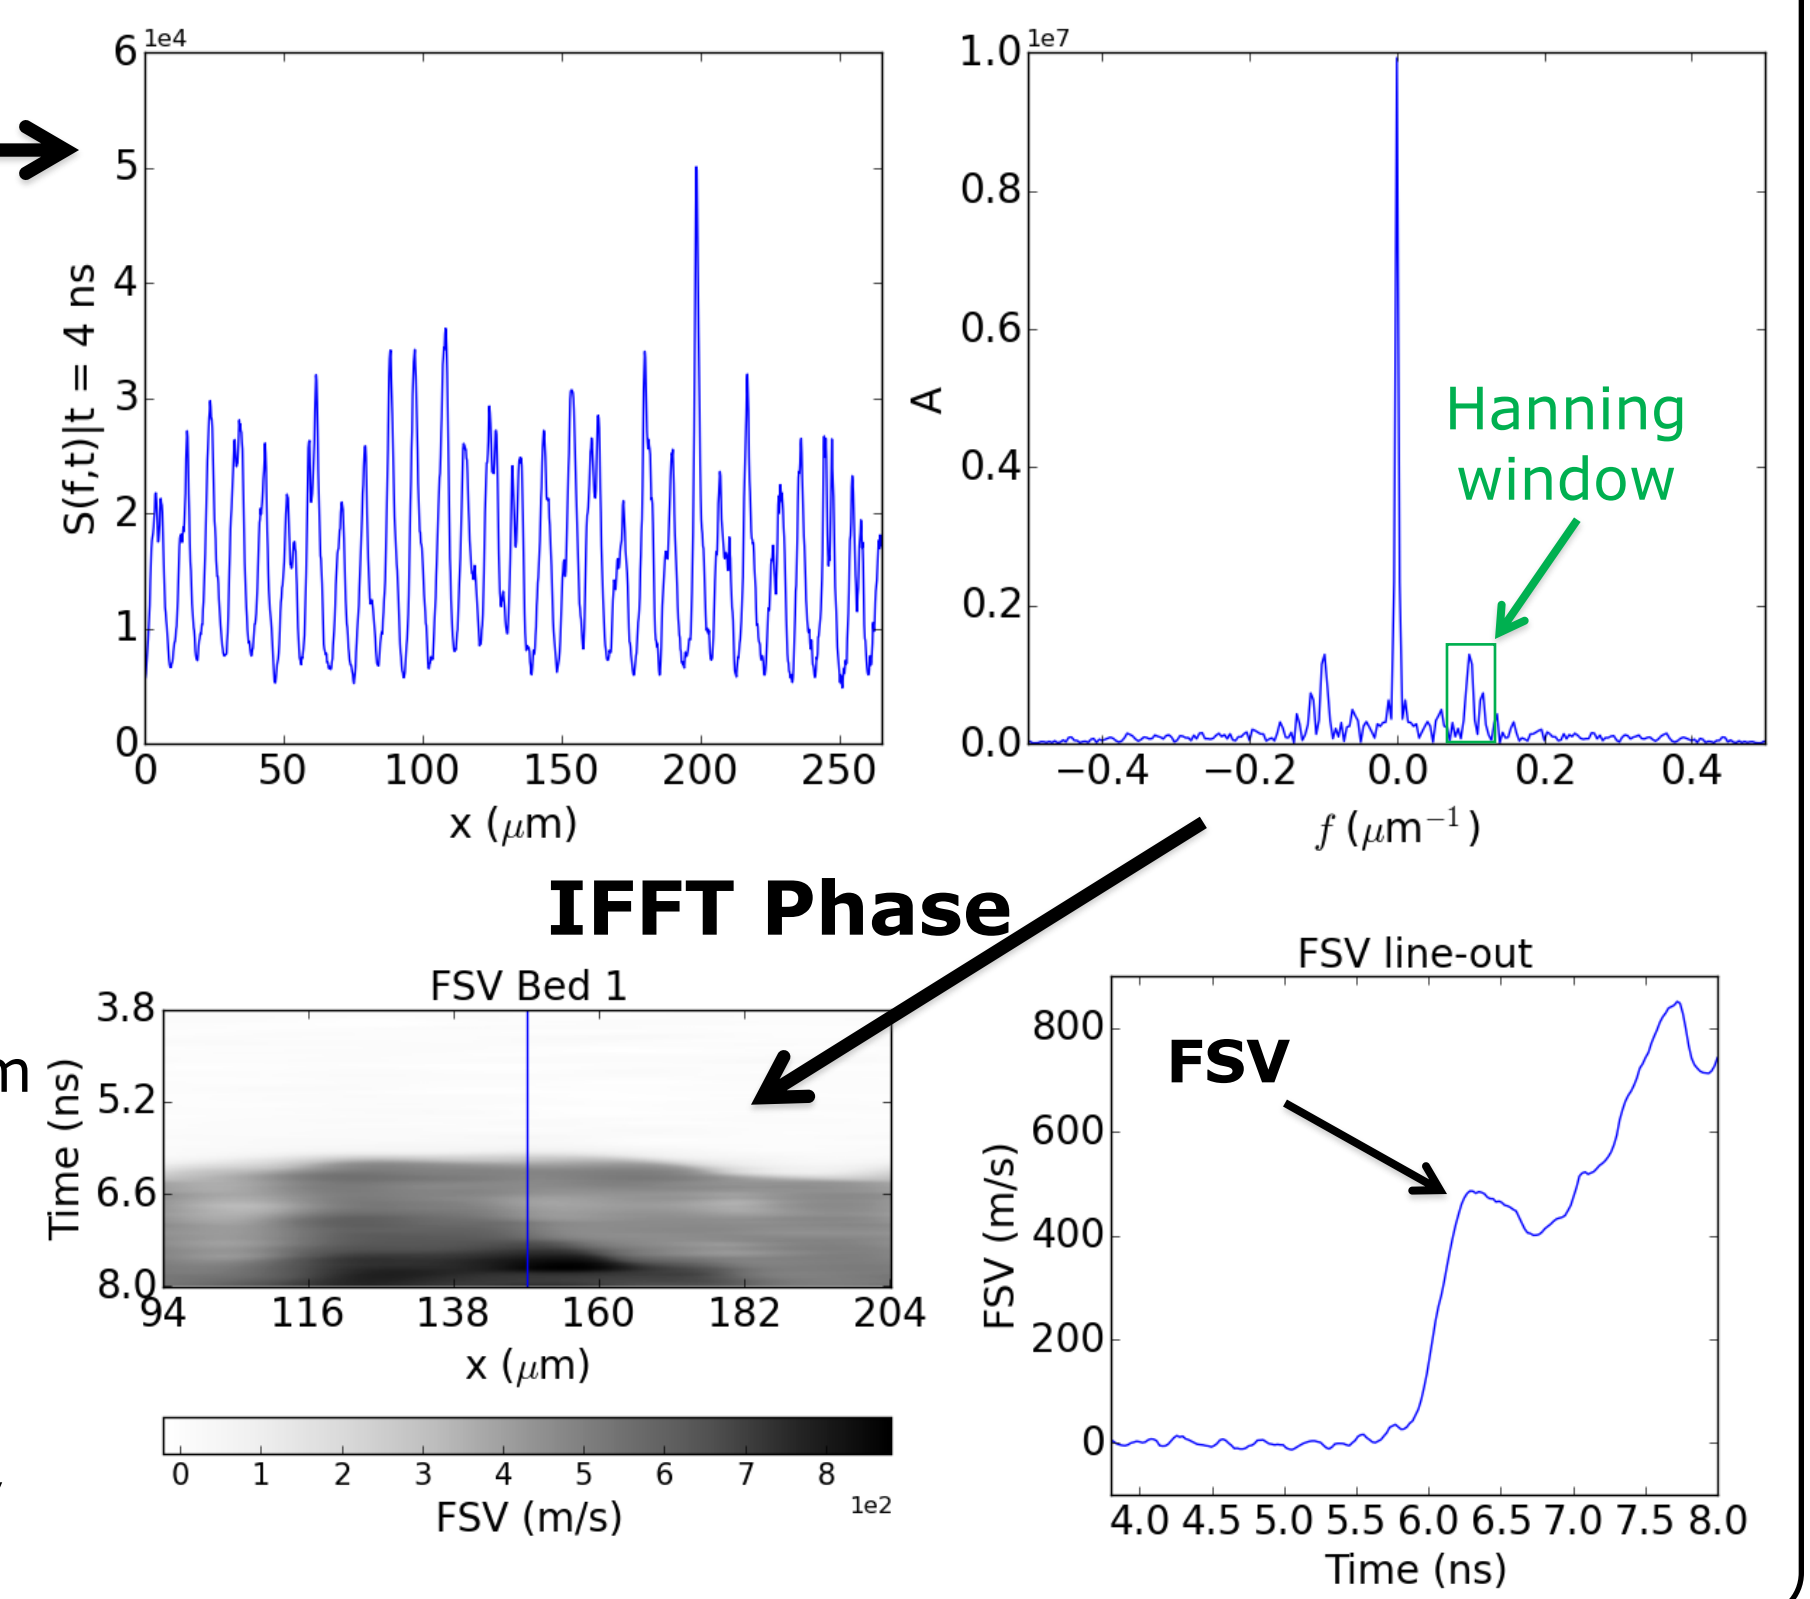 1e4
6
5
4
3
2
1
0
0 50 100 150 200 250
S(f,t)|t = 4 ns
x (μm)
1e7
1.0
0.8
0.6
0.4
0.2
0.0
−0.4 −0.2 0.0 0.2 0.4
A
f (μm⁻¹)
Hanning
window
IFFT Phase
m
FSV Bed 1
3.8
5.2
6.6
8.0
94 116 138 160 182 204
Time (ns)
x (μm)
0 1 2 3 4 5 6 7 8
1e2
FSV (m/s)
FSV line-out
FSV
800
600
400
200
0
4.0 4.5 5.0 5.5 6.0 6.5 7.0 7.5 8.0
FSV (m/s)
Time (ns)